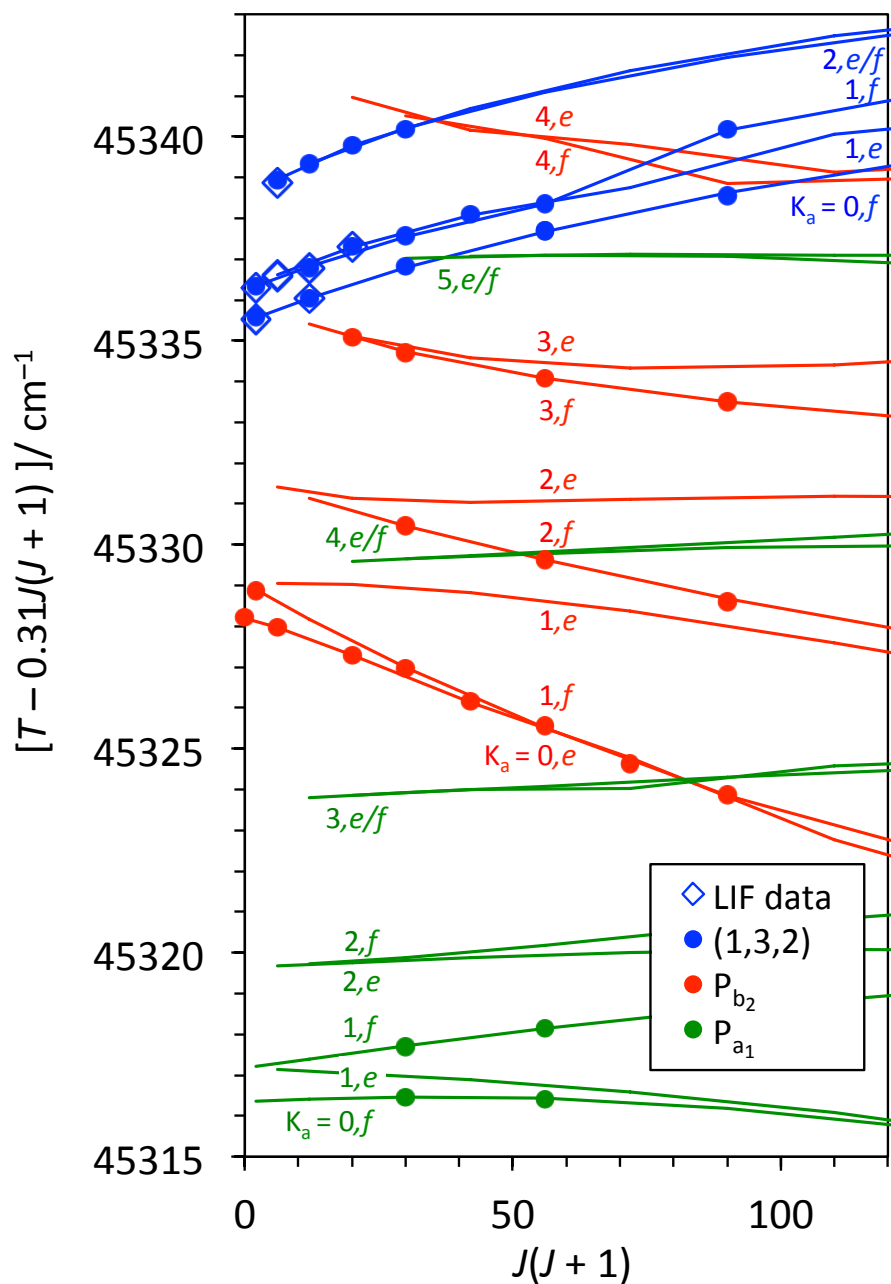 [T – 0.31J(J + 1) ]/ cm⁻¹
45340
45335
45330
45325
45320
45315
2,e/f
1,f
4,e
1,e
4,f
Kₐ = 0,f
5,e/f
3,e
3,f
2,e
2,f
4,e/f
1,e
1,f
Kₐ = 0,e
3,e/f
2,f
2,e
1,f
1,e
Kₐ = 0,f
LIF data
(1,3,2)
P_b₂
P_a₁
0
50
100
J(J + 1)